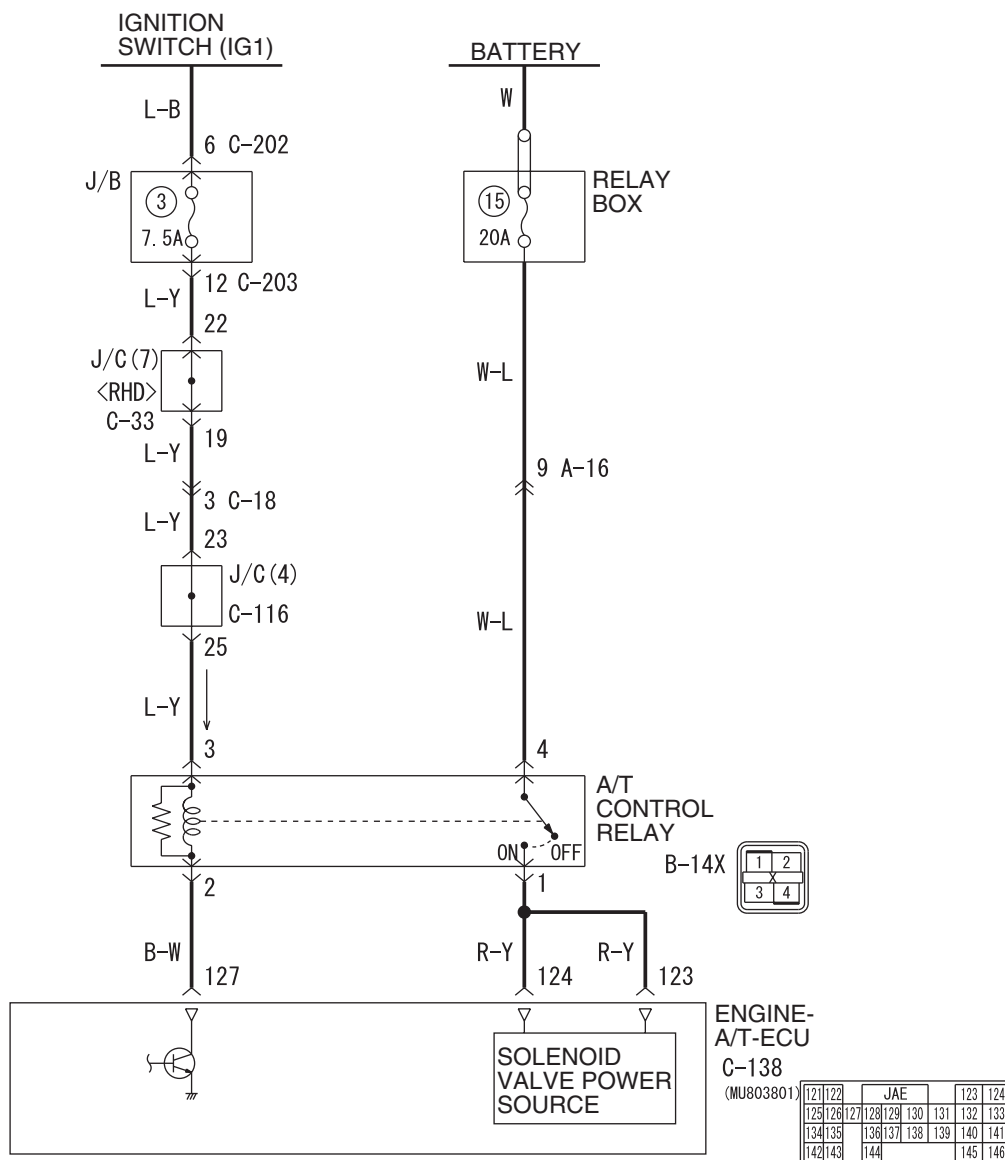 IGNITION
SWITCH (IG1)
BATTERY
L-B
W
6 C-202
J/B
3
7.5A
RELAY
BOX
15
20A
12 C-203
L-Y
22
J/C(7)
<RHD>
C-33
W-L
19
L-Y
9 A-16
3 C-18
L-Y
23
J/C(4)
C-116
W-L
25
L-Y
3
4
A/T
CONTROL
RELAY
ON
OFF
B-14X
1 2
X
3 4
2
1
B-W
R-Y
R-Y
127
124
123
ENGINE-
A/T-ECU
C-138
(MU803801)
SOLENOID
VALVE POWER
SOURCE
121 122 JAE 123 124
125 126 127 128 129 130 131 132 133
134 135 136 137 138 139 140 141
142 143 144 145 146